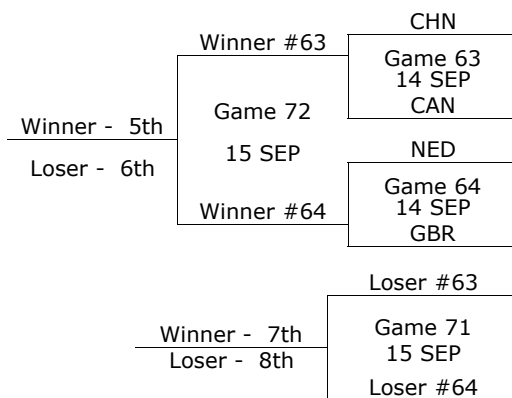 CHN
Winner #63
Game 63
14 SEP
CAN
Game 72
Winner - 5th
15 SEP
NED
Loser - 6th
Game 64
14 SEP
Winner #64
GBR
Loser #63
Game 71
Winner - 7th
15 SEP
Loser - 8th
Loser #64